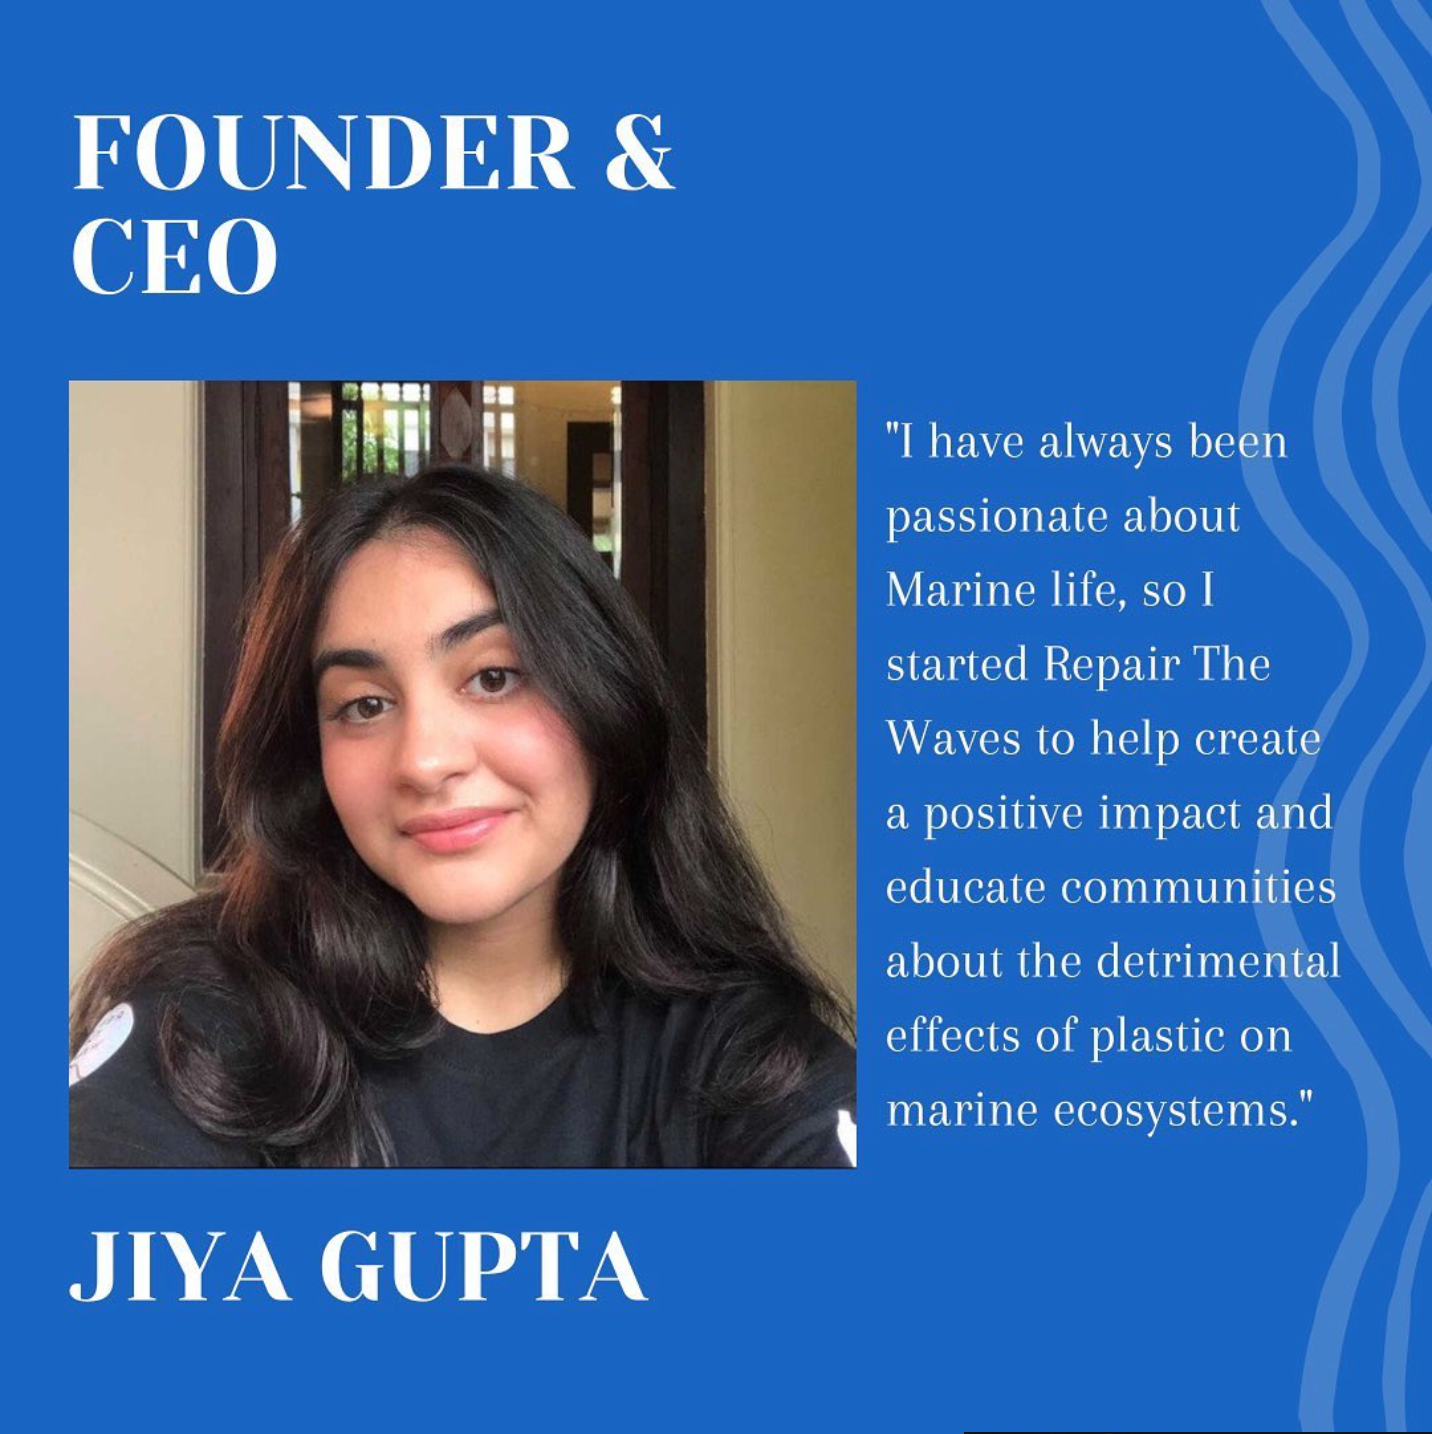 FOUNDER &
CEO
"I have always been
passionate about
Marine life, so I
started Repair The
Waves to help create
a positive impact and
educate communities
about the detrimental
effects of plastic on
marine ecosystems."
JIYA GUPTA